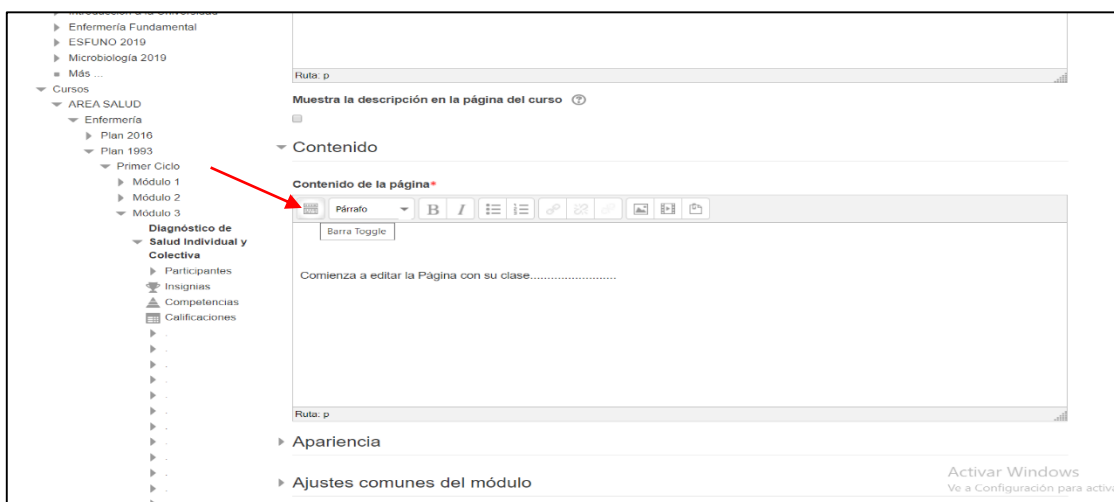 Introducción a la Universidad
Enfermería Fundamental
ESFUNO 2019
Microbiología 2019
Más ...
Cursos
AREA SALUD
Enfermería
Plan 2016
Plan 1993
Primer Ciclo
Módulo 1
Módulo 2
Módulo 3
Diagnóstico de
Salud Individual y
Colectiva
Participantes
Insignias
Competencias
Calificaciones
.
.
.
.
.
.
.
.
.
.
.
Ruta: p
Muestra la descripción en la página del curso
Contenido
Contenido de la página*
Párrafo B I
Barra Toggle
Comienza a editar la Página con su clase.........................
Ruta: p
Apariencia
Ajustes comunes del módulo
Activar Windows
Ve a Configuración para activa